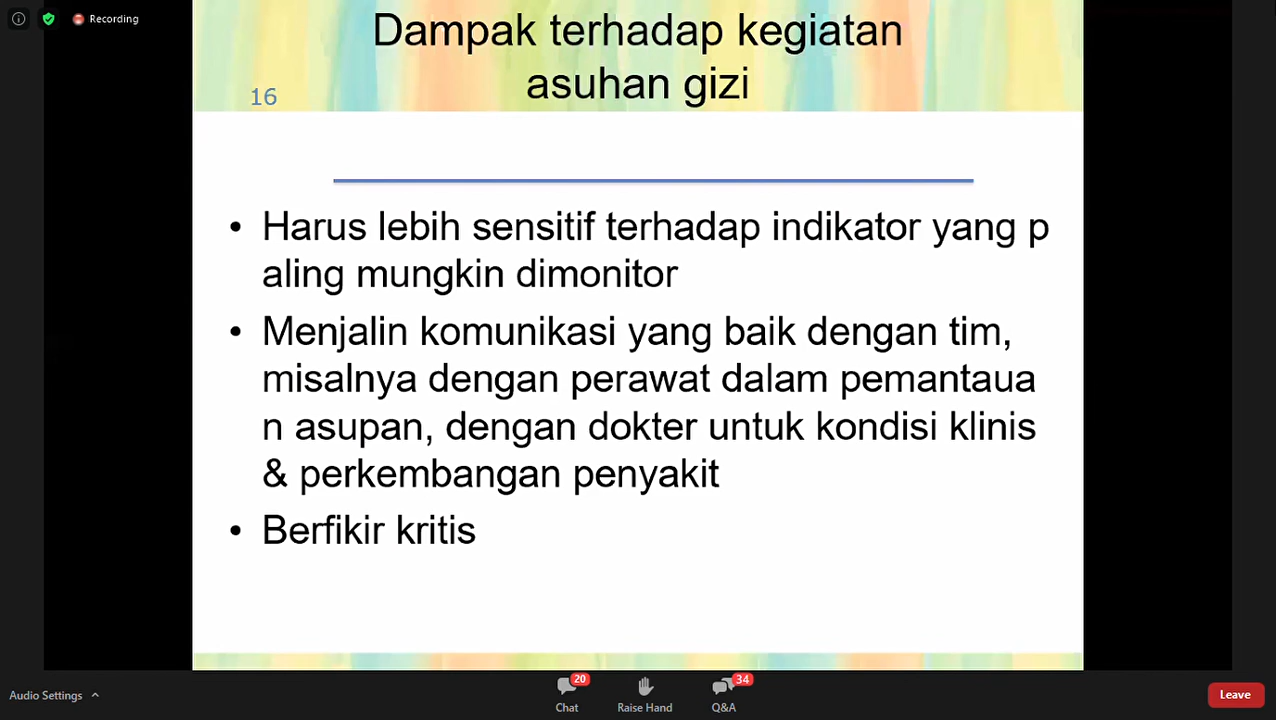 Recording
Dampak terhadap kegiatan
asuhan gizi
16
• Harus lebih sensitif terhadap indikator yang p
aling mungkin dimonitor
• Menjalin komunikasi yang baik dengan tim,
misalnya dengan perawat dalam pemantaua
n asupan, dengan dokter untuk kondisi klinis
& perkembangan penyakit
• Berfikir kritis
Audio Settings
20
Chat
Raise Hand
34
Q&A
Leave